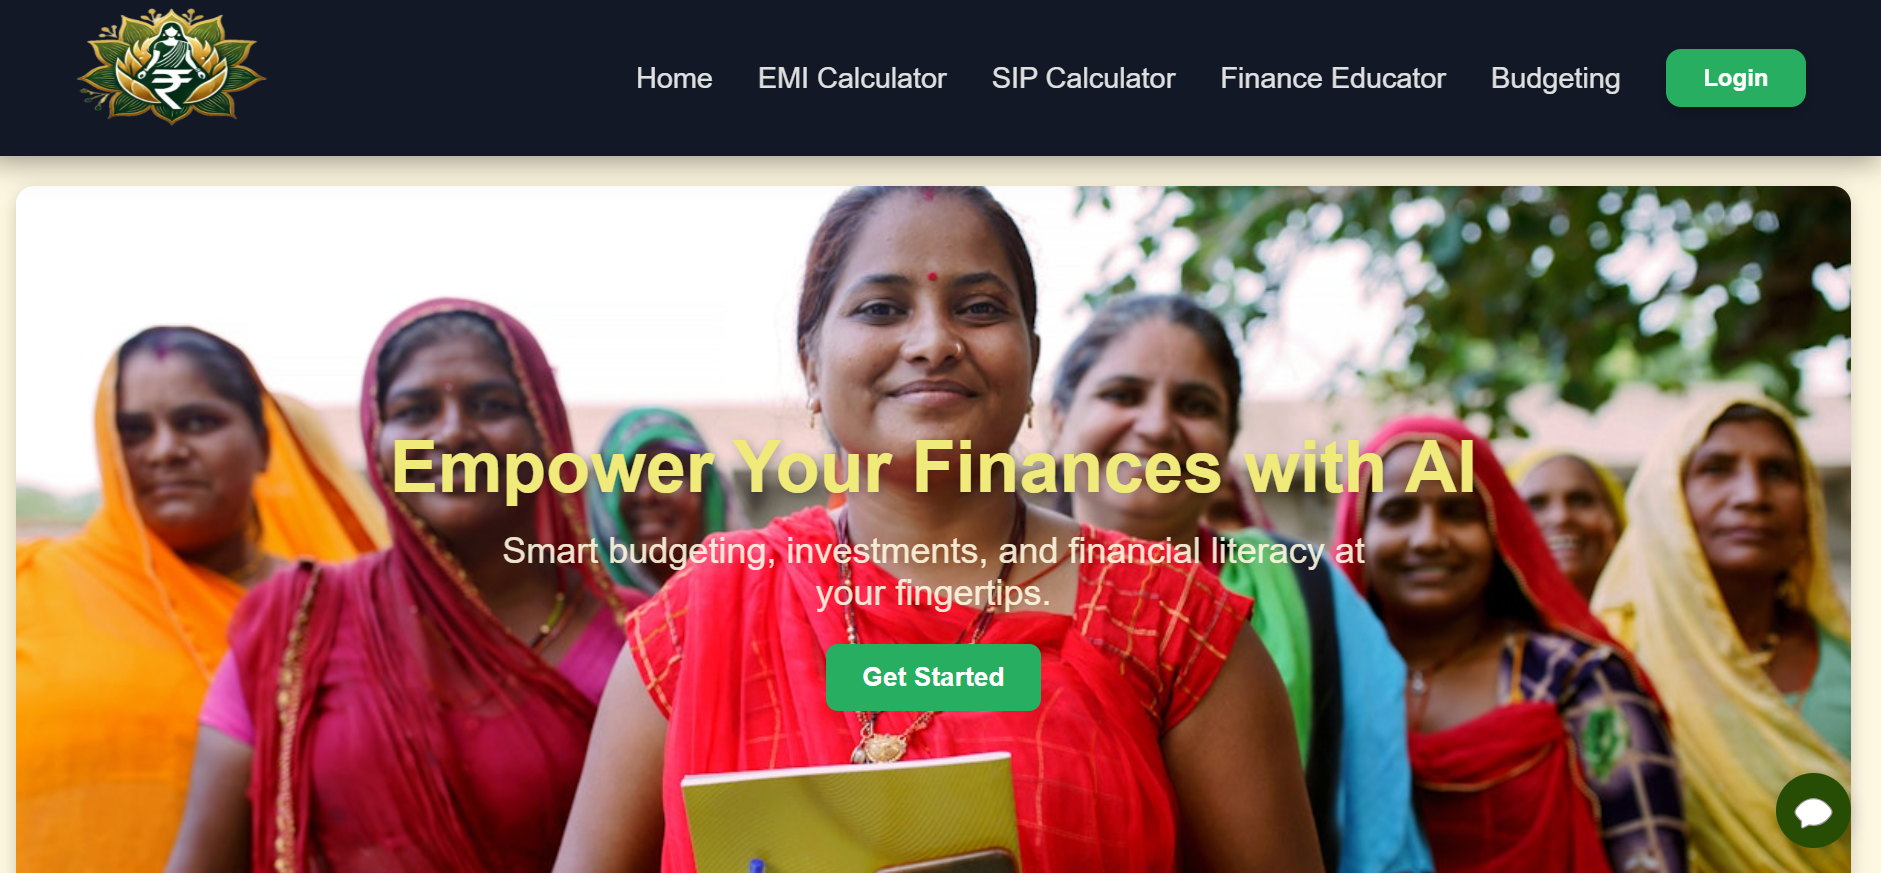 ₹
Home
EMI Calculator
SIP Calculator
Finance Educator
Budgeting
Login
Empower Your Finances with AI
Smart budgeting, investments, and financial literacy at
your fingertips.
Get Started